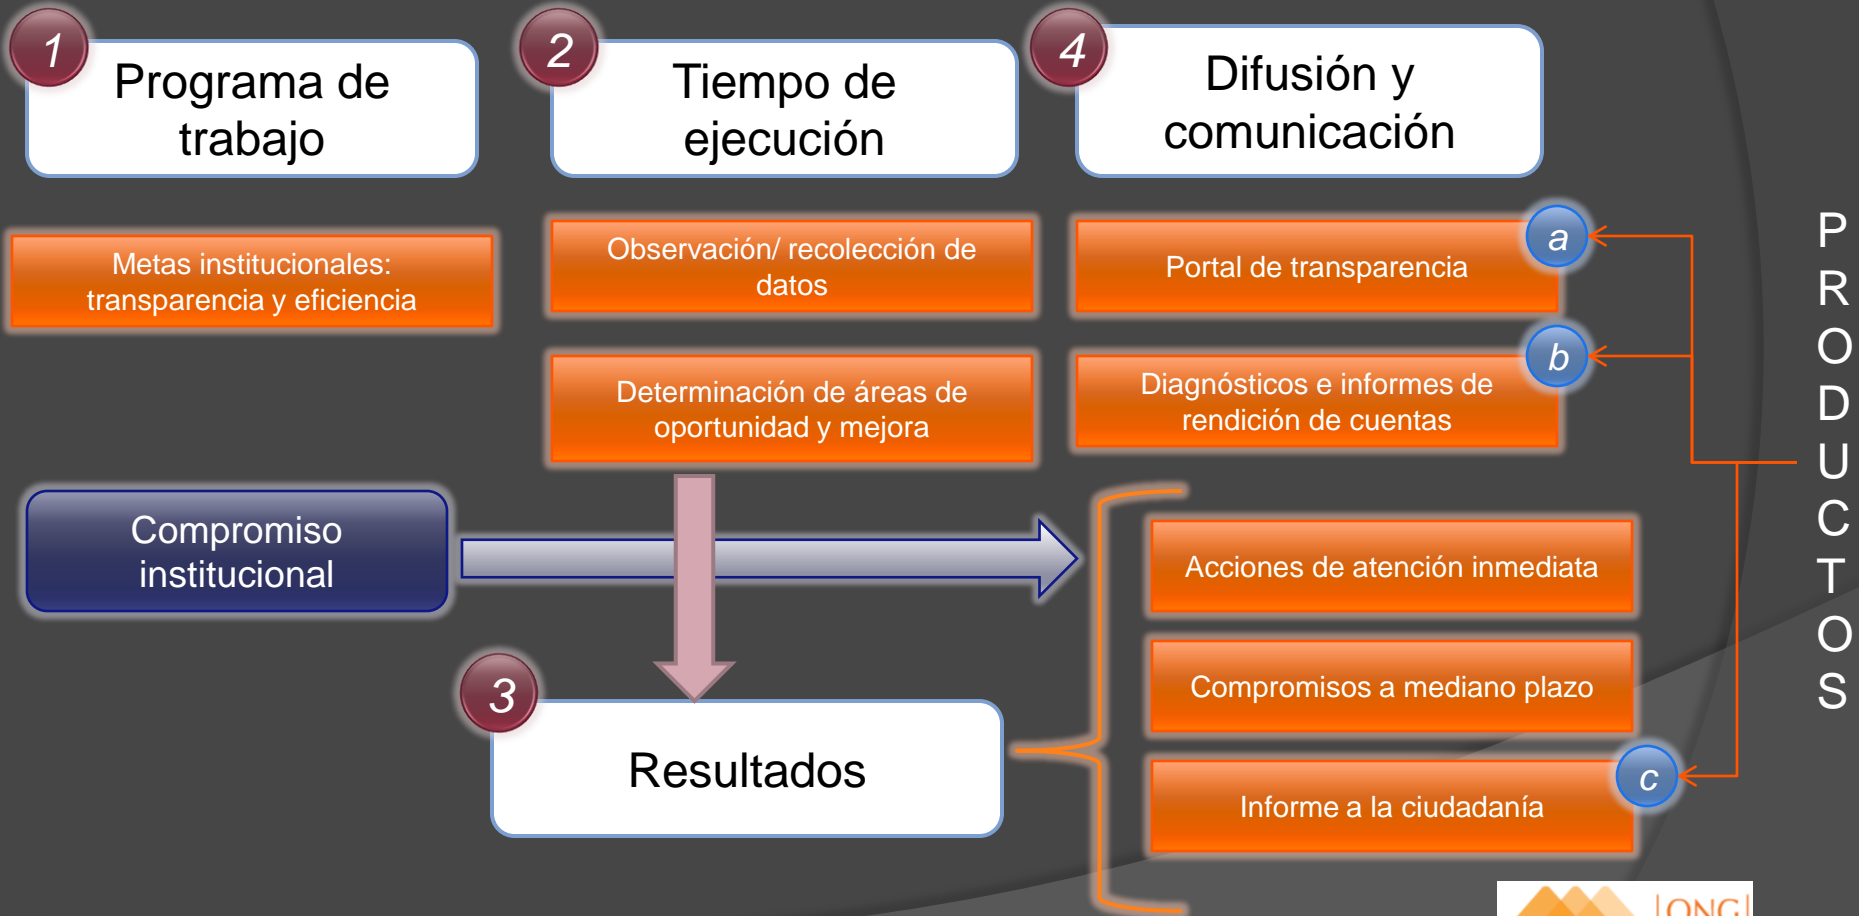 1
Programa de
trabajo
2
Tiempo de
ejecución
4
Difusión y
comunicación
Metas institucionales:
transparencia y eficiencia
Observación/ recolección de
datos
Determinación de áreas de
oportunidad y mejora
Portal de transparencia
a
Diagnósticos e informes de
rendición de cuentas
b
Compromiso
institucional
3
Resultados
Acciones de atención inmediata
Compromisos a mediano plazo
Informe a la ciudadanía
c
P
R
O
D
U
C
T
O
S
ONG